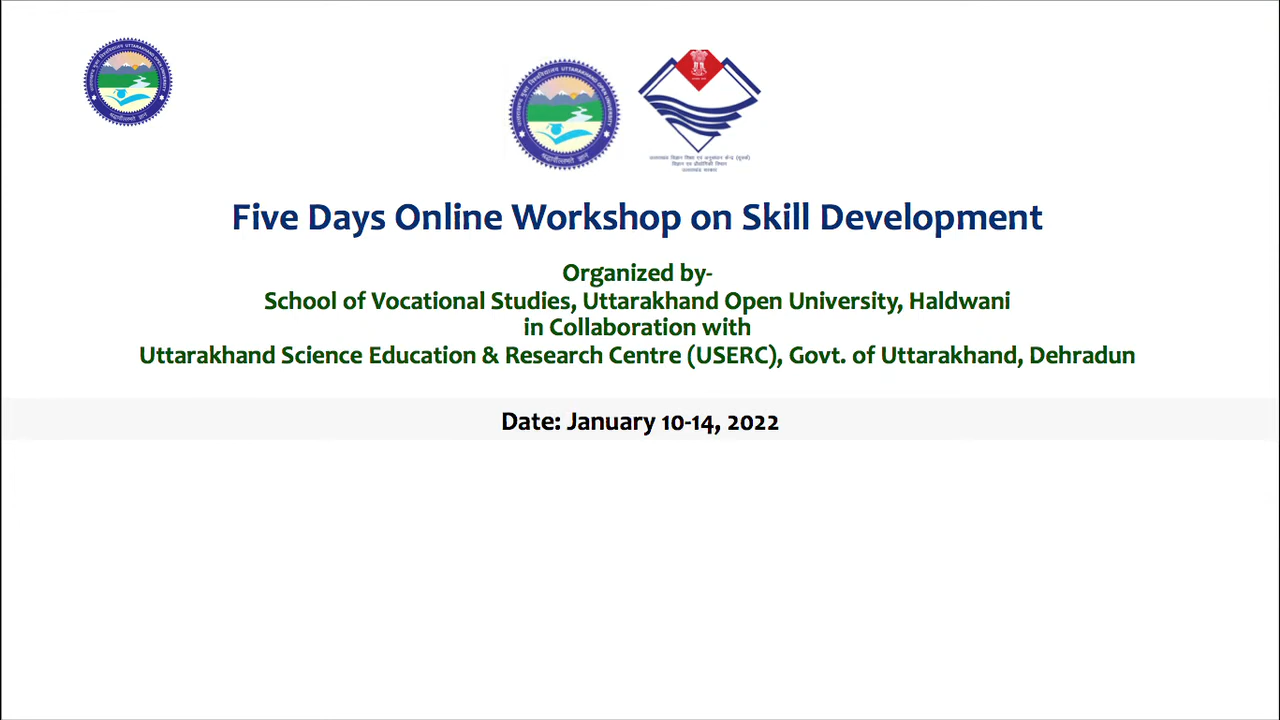 Five Days Online Workshop on Skill Development
Organized by-
School of Vocational Studies, Uttarakhand Open University, Haldwani
in Collaboration with
Uttarakhand Science Education & Research Centre (USERC), Govt. of Uttarakhand, Dehradun
Date: January 10-14, 2022